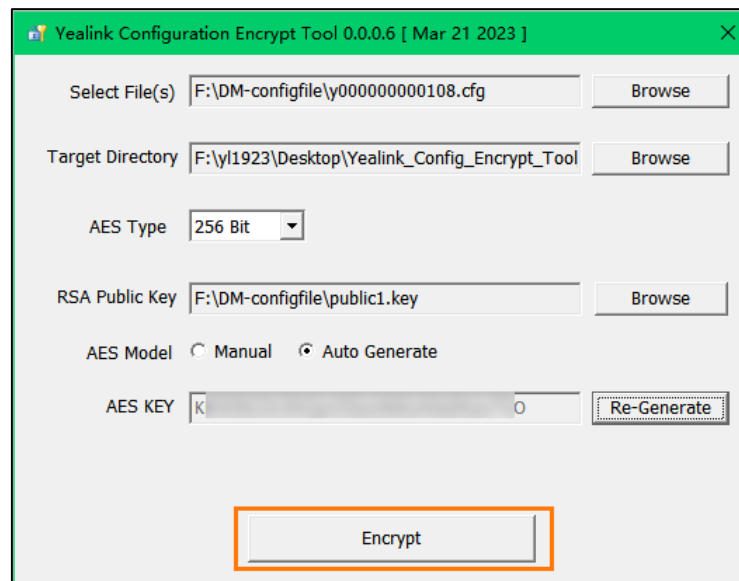 Yealink Configuration Encrypt Tool 0.0.0.6 [ Mar 21 2023 ]
Select File(s) F:\DM-configfile\y000000000108.cfg Browse
Target Directory F:\yl1923\Desktop\Yealink_Config_Encrypt_Tool Browse
AES Type 256 Bit
RSA Public Key F:\DM-configfile\public1.key Browse
AES Model Manual Auto Generate
AES KEY Re-Generate
Encrypt